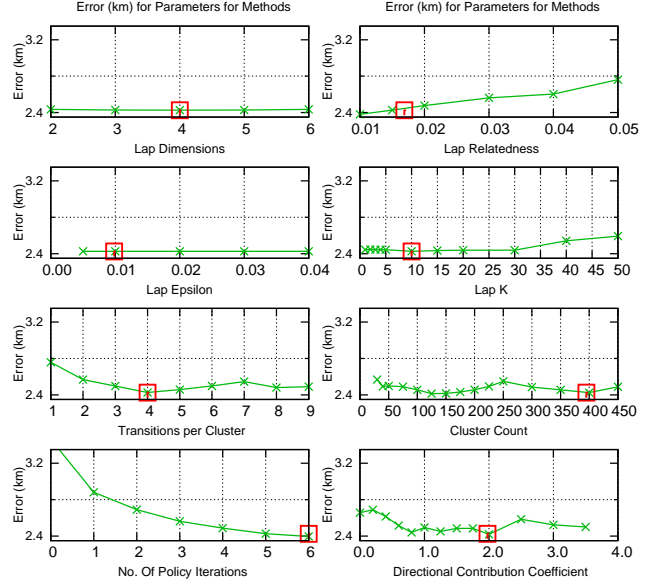 Error (km) for Parameters for Methods
Error (km)
3.2
2.4
2 3 4 5 6
Lap Dimensions
Error (km) for Parameters for Methods
Error (km)
3.2
2.4
0.01 0.02 0.03 0.04 0.05
Lap Relatedness
Error (km)
3.2
2.4
0.00 0.01 0.02 0.03 0.04
Lap Epsilon
Error (km)
3.2
2.4
0 5 10 15 20 25 30 35 40 45 50
Lap K
Error (km)
3.2
2.4
1 2 3 4 5 6 7 8 9
Transitions per Cluster
Error (km)
3.2
2.4
0 50 100 150 200 250 300 350 400 450
Cluster Count
Error (km)
3.2
2.4
0 1 2 3 4 5 6
No. Of Policy Iterations
Error (km)
3.2
2.4
0.0 1.0 2.0 3.0 4.0
Directional Contribution Coefficient